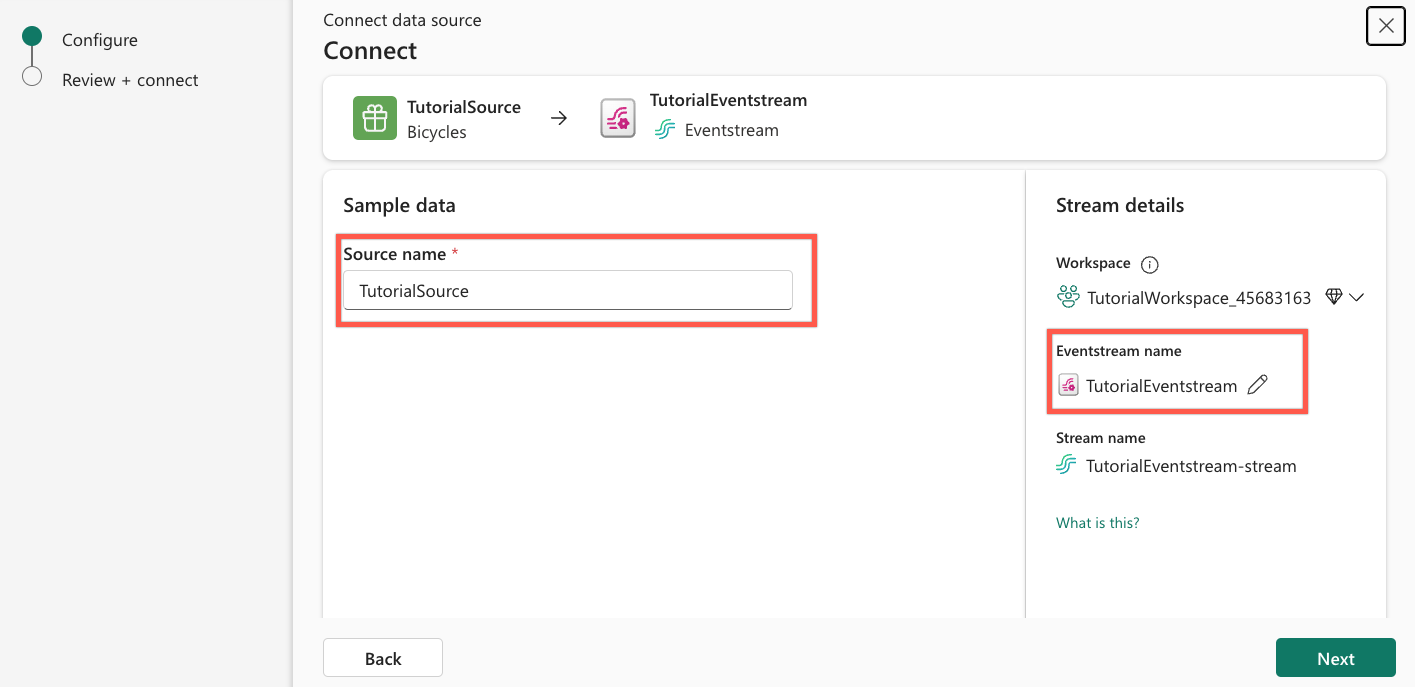 Configure
Review + connect
Connect data source
Connect
TutorialSource
Bicycles
TutorialEventstream
Eventstream
Sample data
Source name *
TutorialSource
Stream details
Workspace
TutorialWorkspace_45683163
Eventstream name
TutorialEventstream
Stream name
TutorialEventstream-stream
What is this?
Back
Next